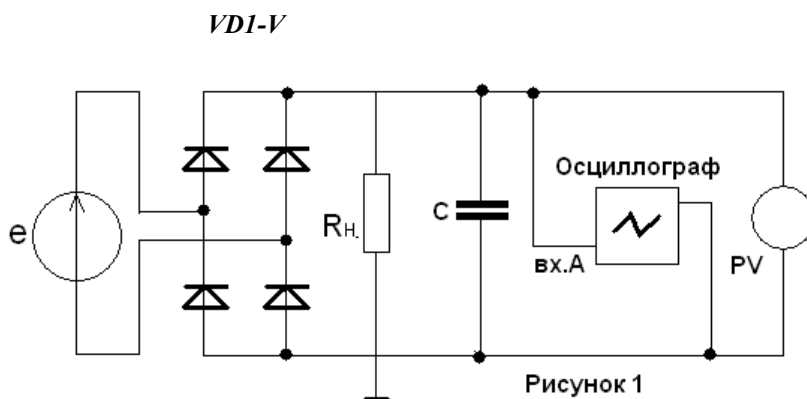 VD1-V
Осциллограф
e
RН.
C
вх.А
PV
Рисунок 1